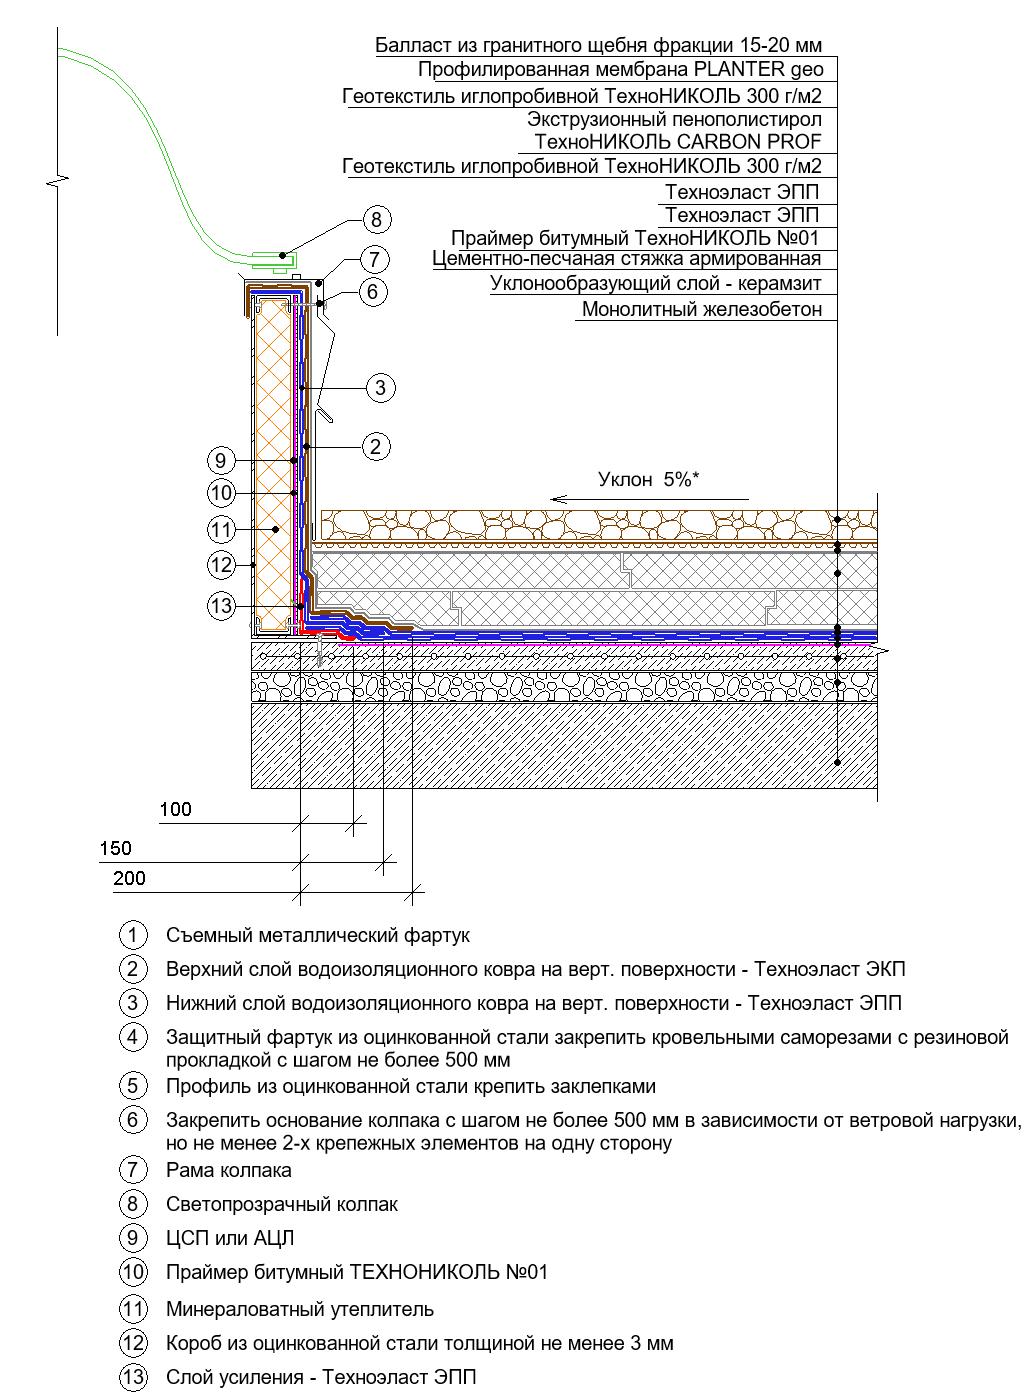 Балласт из гранитного щебня фракции 15-20 мм
Профилированная мембрана PLANTER geo
Геотекстиль иглопробивной ТехноНИКОЛЬ 300 г/м2
Экструзионный пенополистирол
ТехноНИКОЛЬ CARBON PROF
Геотекстиль иглопробивной ТехноНИКОЛЬ 300 г/м2
Техноэласт ЭПП
Техноэласт ЭПП
Праймер битумный ТехноНИКОЛЬ №01
Цементно-песчаная стяжка армированная
Уклонообразующий слой - керамзит
Монолитный железобетон
8
7
6
3
2
9
10
11
12
13
Уклон 5%*
100
150
200
1 Съемный металлический фартук
2 Верхний слой водоизоляционного ковра на верт. поверхности - Техноэласт ЭКП
3 Нижний слой водоизоляционного ковра на верт. поверхности - Техноэласт ЭПП
4 Защитный фартук из оцинкованной стали закрепить кровельными саморезами с резиновой
прокладкой с шагом не более 500 мм
5 Профиль из оцинкованной стали крепить заклепками
6 Закрепить основание колпака с шагом не более 500 мм в зависимости от ветровой нагрузки,
но не менее 2-х крепежных элементов на одну сторону
7 Рама колпака
8 Светопрозрачный колпак
9 ЦСП или АЦЛ
10 Праймер битумный ТЕХНОНИКОЛЬ №01
11 Минераловатный утеплитель
12 Короб из оцинкованной стали толщиной не менее 3 мм
13 Слой усиления - Техноэласт ЭПП